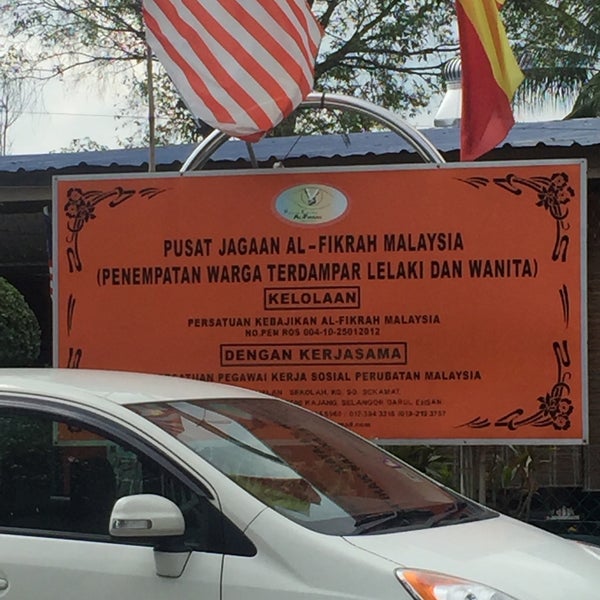 PUSAT JAGAAN AL-FIKRAH MALAYSIA
(PENEMPATAN WARGA TERDAMPAR LELAKI DAN WANITA)
KELOLAAN
PERSATUAN KEBAJIKAN AL-FIKRAH MALAYSIA
NO.PEN ROS 004-10-25012012
DENGAN KERJASAMA
PEGAWAI KERJA SOSIAL PERUBATAN MALAYSIA
SEKOLAH, KG. SG. SEKAMAT
KAJANG, SELANGOR DARUL EHSAN